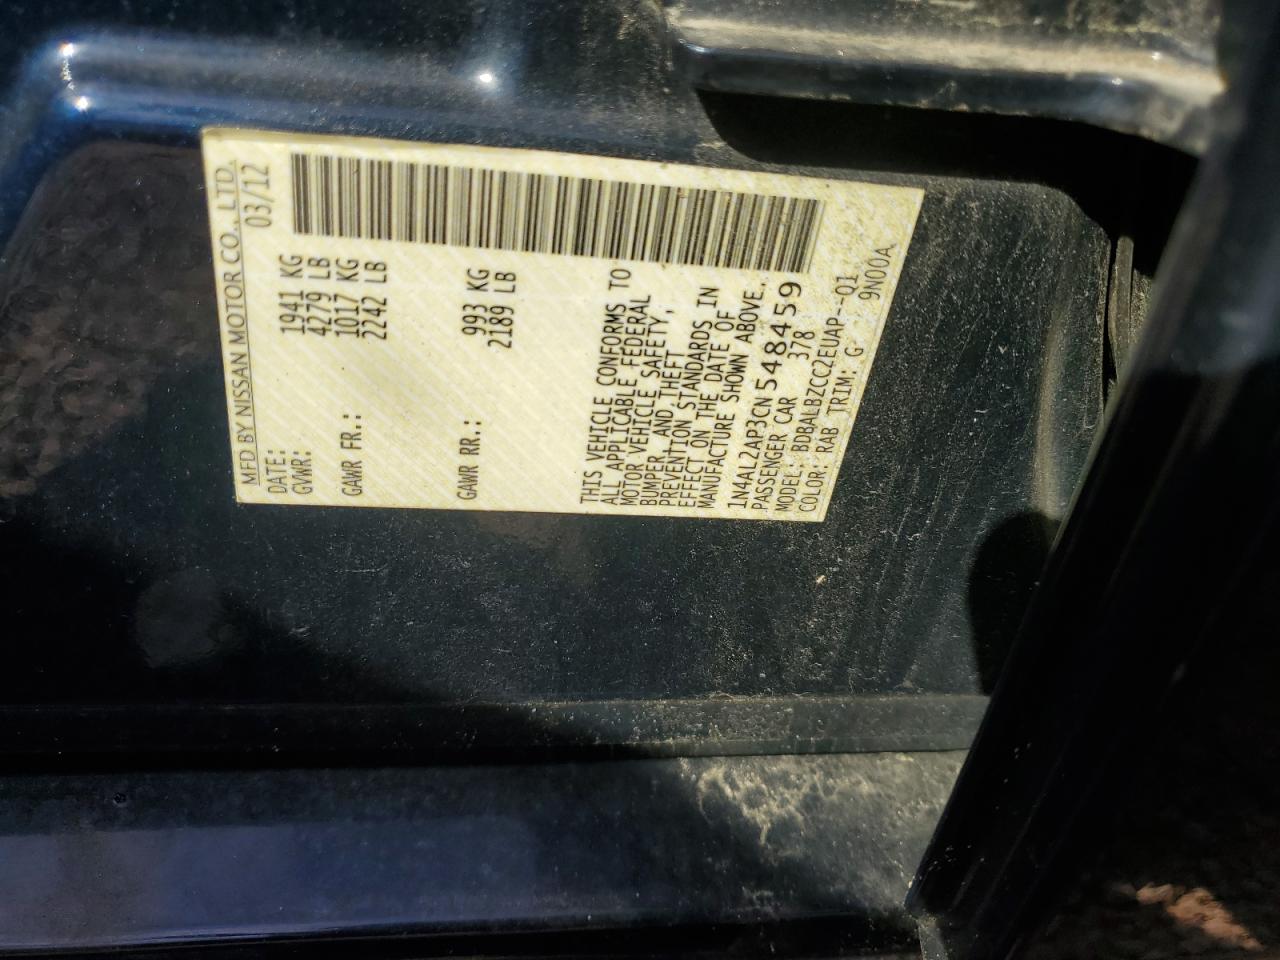 MFD BY NISSAN MOTOR CO., LTD.
DATE: 03/12
GVWR: 1941 KG
4279 LB
GAWR FR.: 1017 KG
2242 LB
GAWR RR.: 993 KG
2189 LB
THIS VEHICLE CONFORMS TO
ALL APPLICABLE FEDERAL
MOTOR VEHICLE SAFETY,
BUMPER, AND THEFT
PREVENTION STANDARDS IN
EFFECT ON THE DATE OF
MANUFACTURE SHOWN ABOVE.
1N4AL2AP3CN548459
PASSENGER CAR 378
MODEL: BDBALBZCC2EUAP--Q1
COLOR: RAB TRIM: G 9N00A